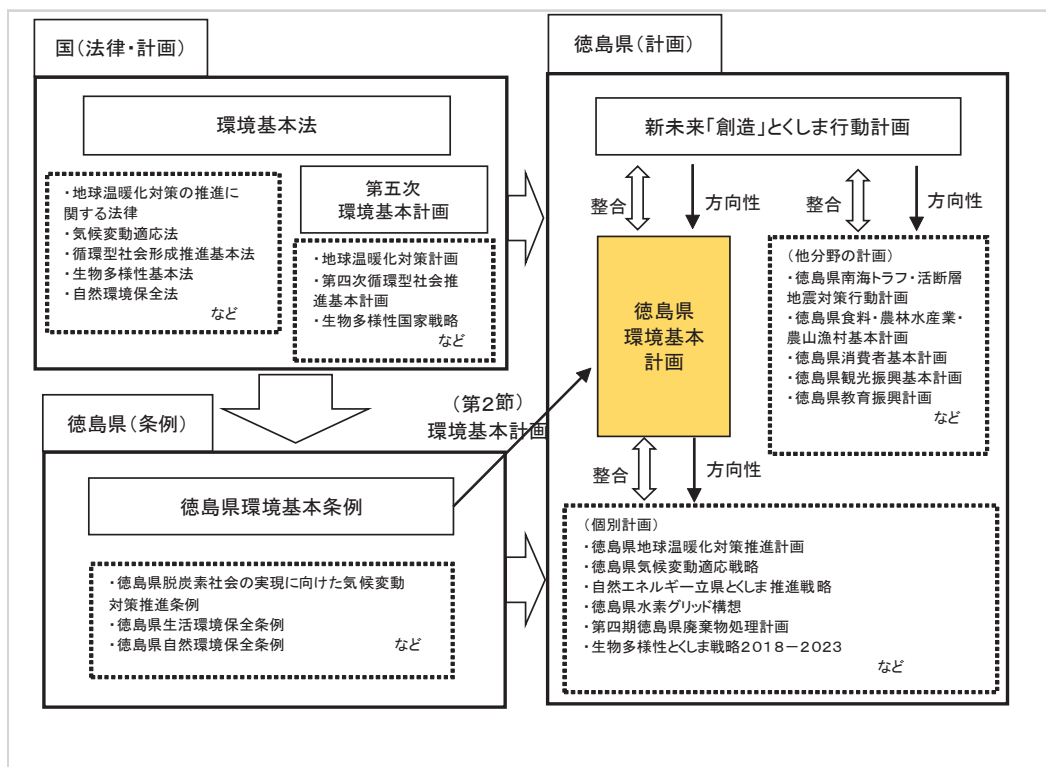 国(法律・計画)
環境基本法
・地球温暖化対策の推進に
関する法律
・気候変動適応法
・循環型社会形成推進基本法
・生物多様性基本法
・自然環境保全法
など
第五次
環境基本計画
・地球温暖化対策計画
・第四次循環型社会推
進基本計画
・生物多様性国家戦略
など
徳島県(条例)
徳島県環境基本条例
・徳島県脱炭素社会の実現に向けた気候変動
対策推進条例
・徳島県生活環境保全条例
・徳島県自然環境保全条例 など
(第2節)
環境基本計画
徳島県(計画)
新未来「創造」とくしま行動計画
整合
方向性
整合
方向性
徳島県
環境基本
計画
(他分野の計画)
・徳島県南海トラフ・活断層
地震対策行動計画
・徳島県食料・農林水産業・
農山漁村基本計画
・徳島県消費者基本計画
・徳島県観光振興基本計画
・徳島県教育振興計画
など
整合
方向性
(個別計画)
・徳島県地球温暖化対策推進計画
・徳島県気候変動適応戦略
・自然エネルギー立県とくしま推進戦略
・徳島県水素グリッド構想
・第四期徳島県廃棄物処理計画
・生物多様性とくしま戦略2018-2023
など